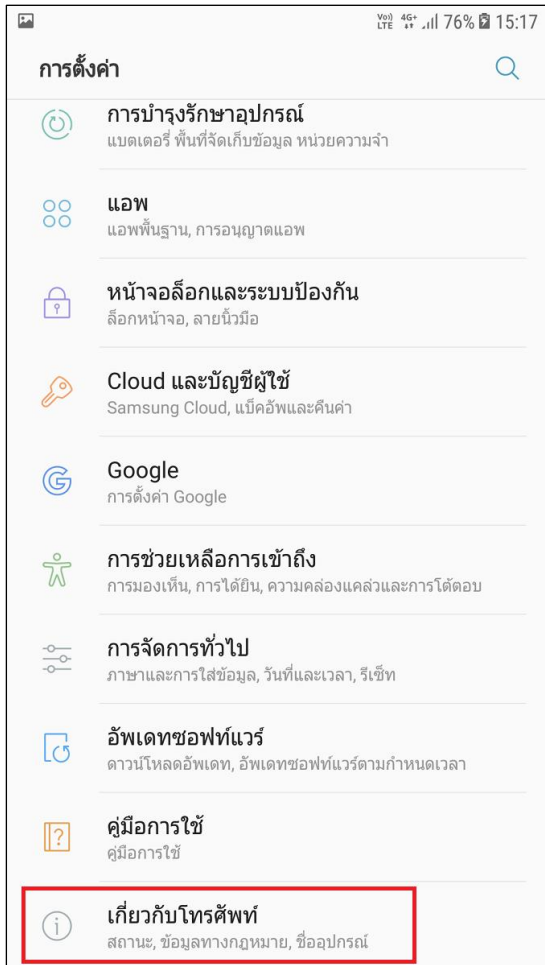 VoD LTE 4G+ 76% 15:17
การตั้งค่า
การบำรุงรักษาอุปกรณ์
แบตเตอรี่ พื้นที่จัดเก็บข้อมูล หน่วยความจำ
แอพ
แอพพื้นฐาน, การอนุญาตแอพ
หน้าจอล็อกและระบบป้องกัน
ล็อกหน้าจอ, ลายนิ้วมือ
Cloud และบัญชีผู้ใช้
Samsung Cloud, แบ็คอัพและคืนค่า
Google
การตั้งค่า Google
การช่วยเหลือการเข้าถึง
การมองเห็น, การได้ยิน, ความคล่องแคล่วและการโต้ตอบ
การจัดการทั่วไป
ภาษาและการใส่ข้อมูล, วันที่และเวลา, รีเซ็ท
อัพเดทซอฟท์แวร์
ดาวน์โหลดอัพเดท, อัพเดทซอฟท์แวร์ตามกำหนดเวลา
คู่มือการใช้
คู่มือการใช้
เกี่ยวกับโทรศัพท์
สถานะ, ข้อมูลทางกฎหมาย, ชื่ออุปกรณ์